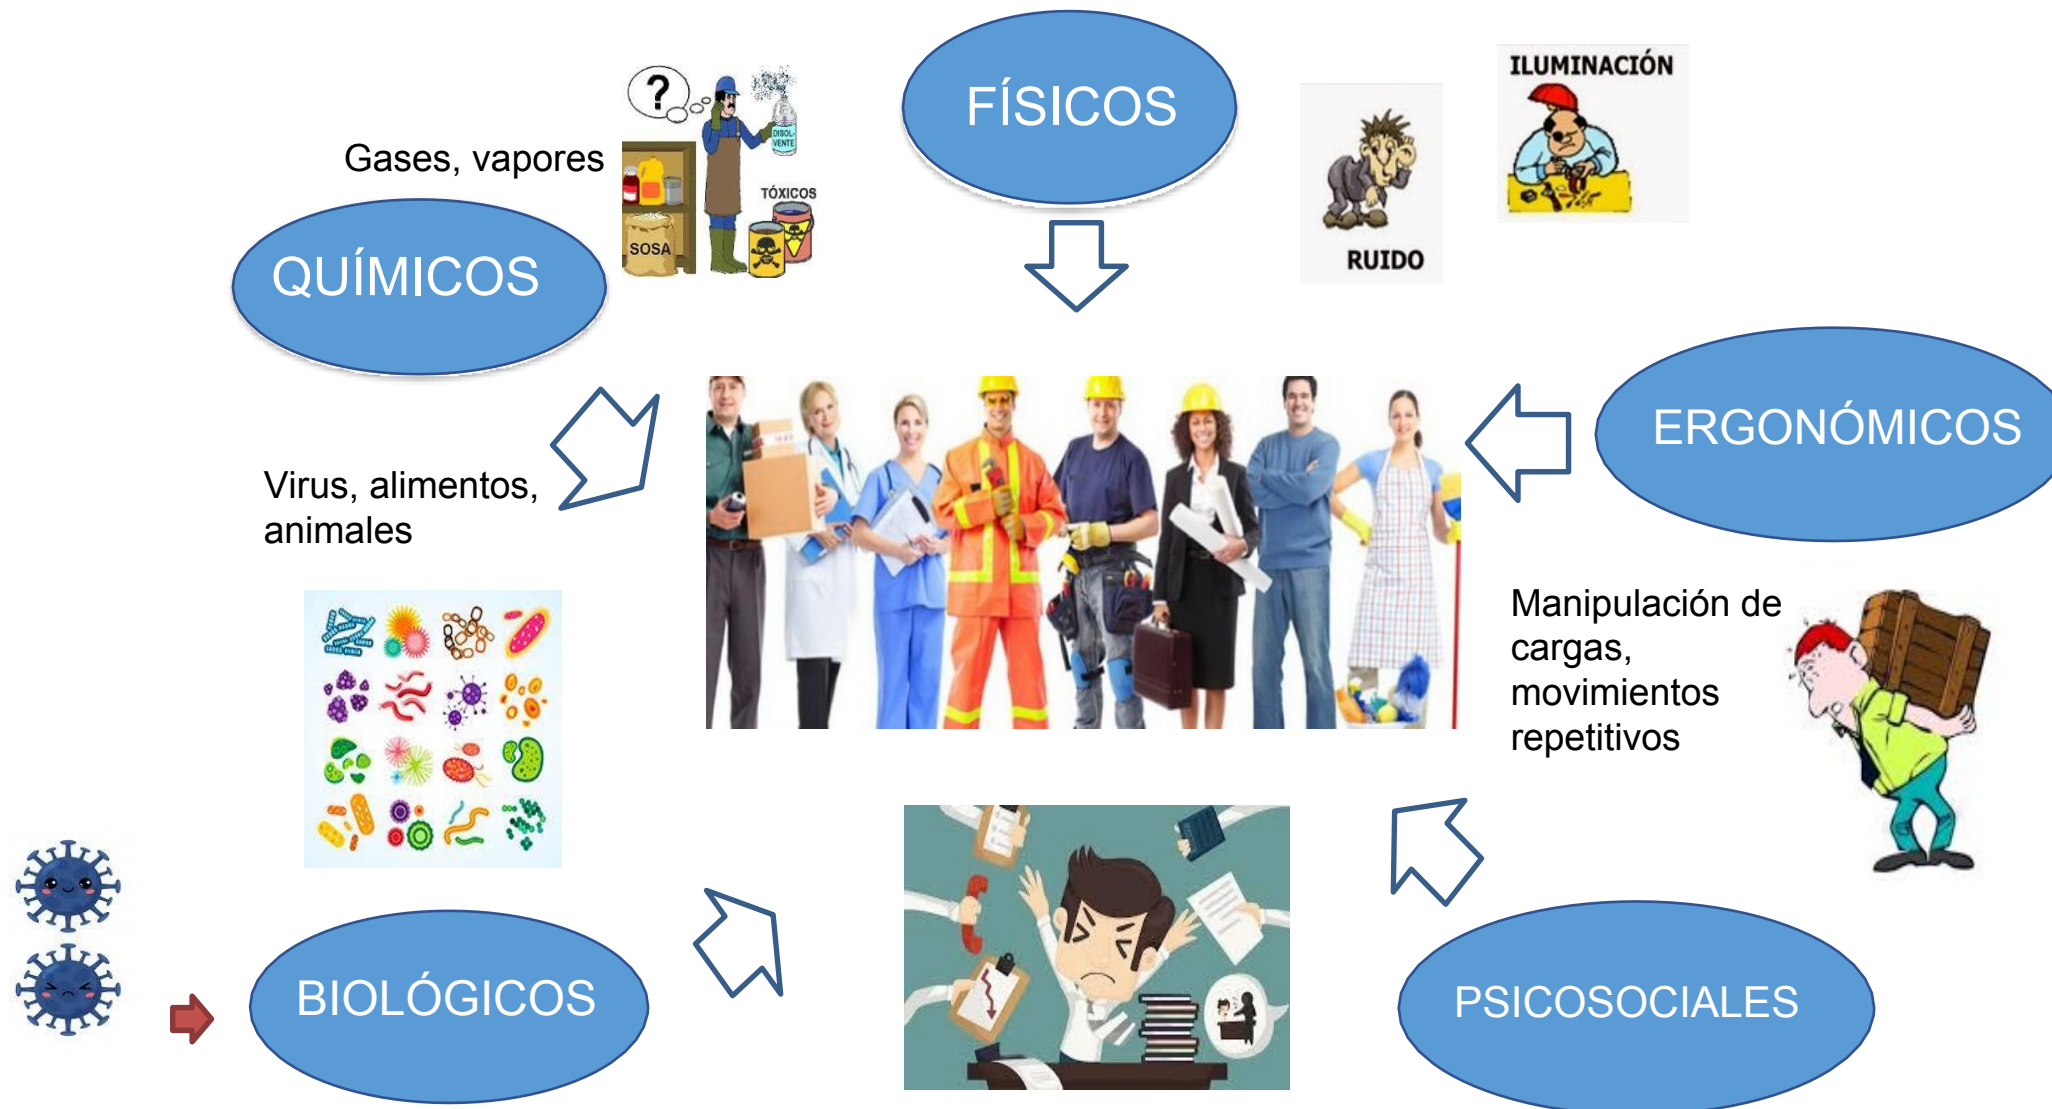 FÍSICOS
ILUMINACIÓN
?
DISOL-
VENTE
Gases, vapores
TÓXICOS
SOSA
RUIDO
QUÍMICOS
ERGONÓMICOS
Virus, alimentos,
animales
Manipulación de
cargas,
movimientos
repetitivos
BIOLÓGICOS
PSICOSOCIALES